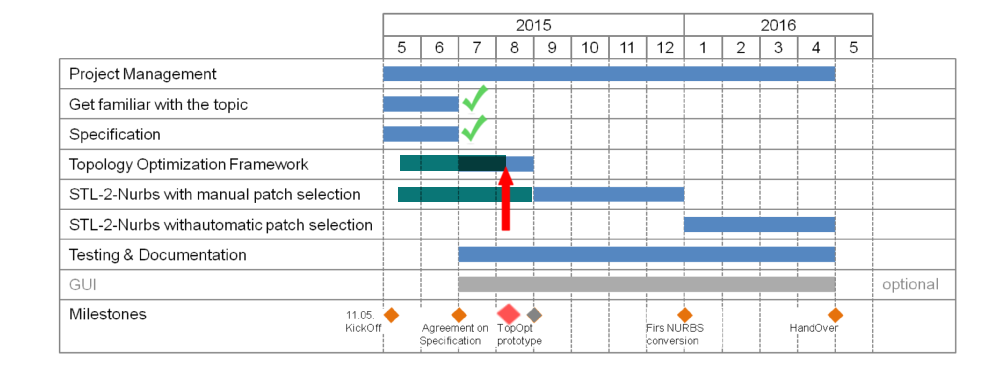 2015 2016
5 6 7 8 9 10 11 12 1 2 3 4 5
Project Management
Get familiar with the topic
Specification
Topology Optimization Framework
STL-2-Nurbs with manual patch selection
STL-2-Nurbs withautomatic patch selection
Testing & Documentation
GUI optional
Milestones
11.05.
KickOff
Agreement on
Specification
TopOpt
prototype
Firs NURBS
conversion
HandOver